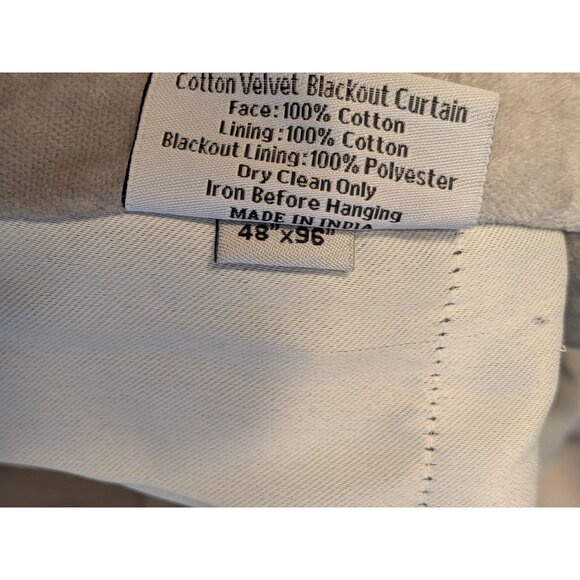 Cotton Velvet Blackout Curtain
Face:100% Cotton
Lining:100% Cotton
Blackout Lining:100% Polyester
Dry Clean Only
Iron Before Hanging
MADE IN INDIA
48"x96"